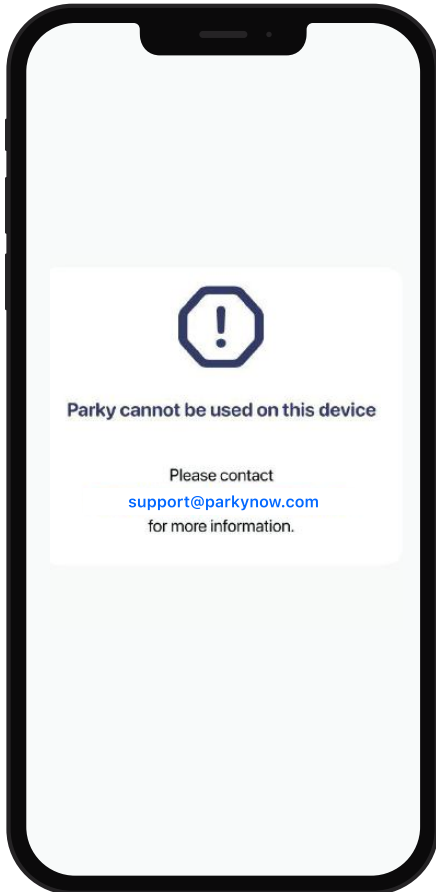 Parky cannot be used on this device
Please contact
support@parkynow.com
for more information.